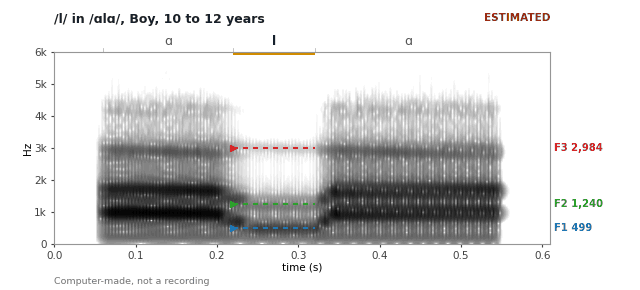 /l/ in /ɑlɑ/, Boy, 10 to 12 years
ESTIMATED
ɑ l ɑ
6k
5k
4k
3k
2k
1k
0
Hz
F3 2,984
F2 1,240
F1 499
0.0 0.1 0.2 0.3 0.4 0.5 0.6
time (s)
Computer-made, not a recording